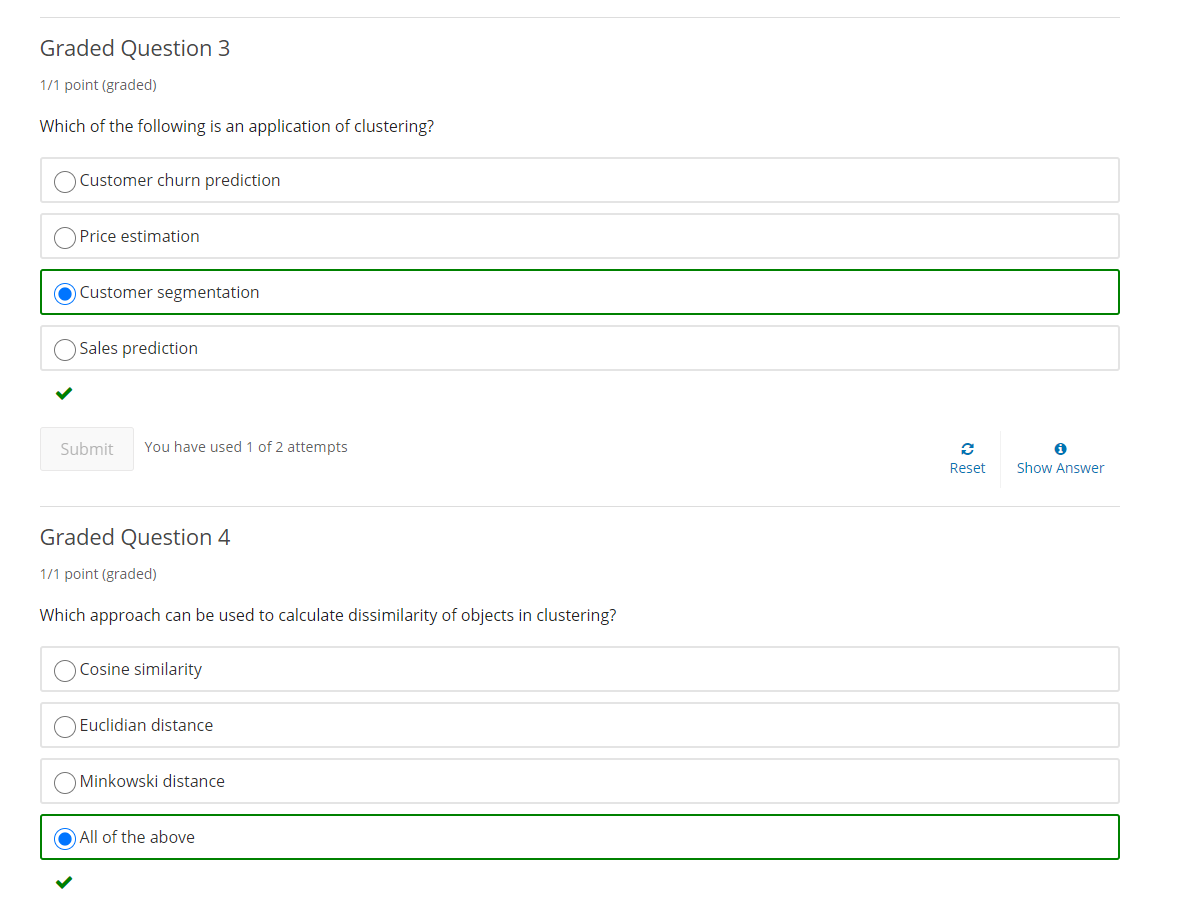 Graded Question 3
1/1 point (graded)
Which of the following is an application of clustering?
Customer churn prediction
Price estimation
Customer segmentation
Sales prediction
Submit
You have used 1 of 2 attempts
Reset
Show Answer
Graded Question 4
1/1 point (graded)
Which approach can be used to calculate dissimilarity of objects in clustering?
Cosine similarity
Euclidian distance
Minkowski distance
All of the above